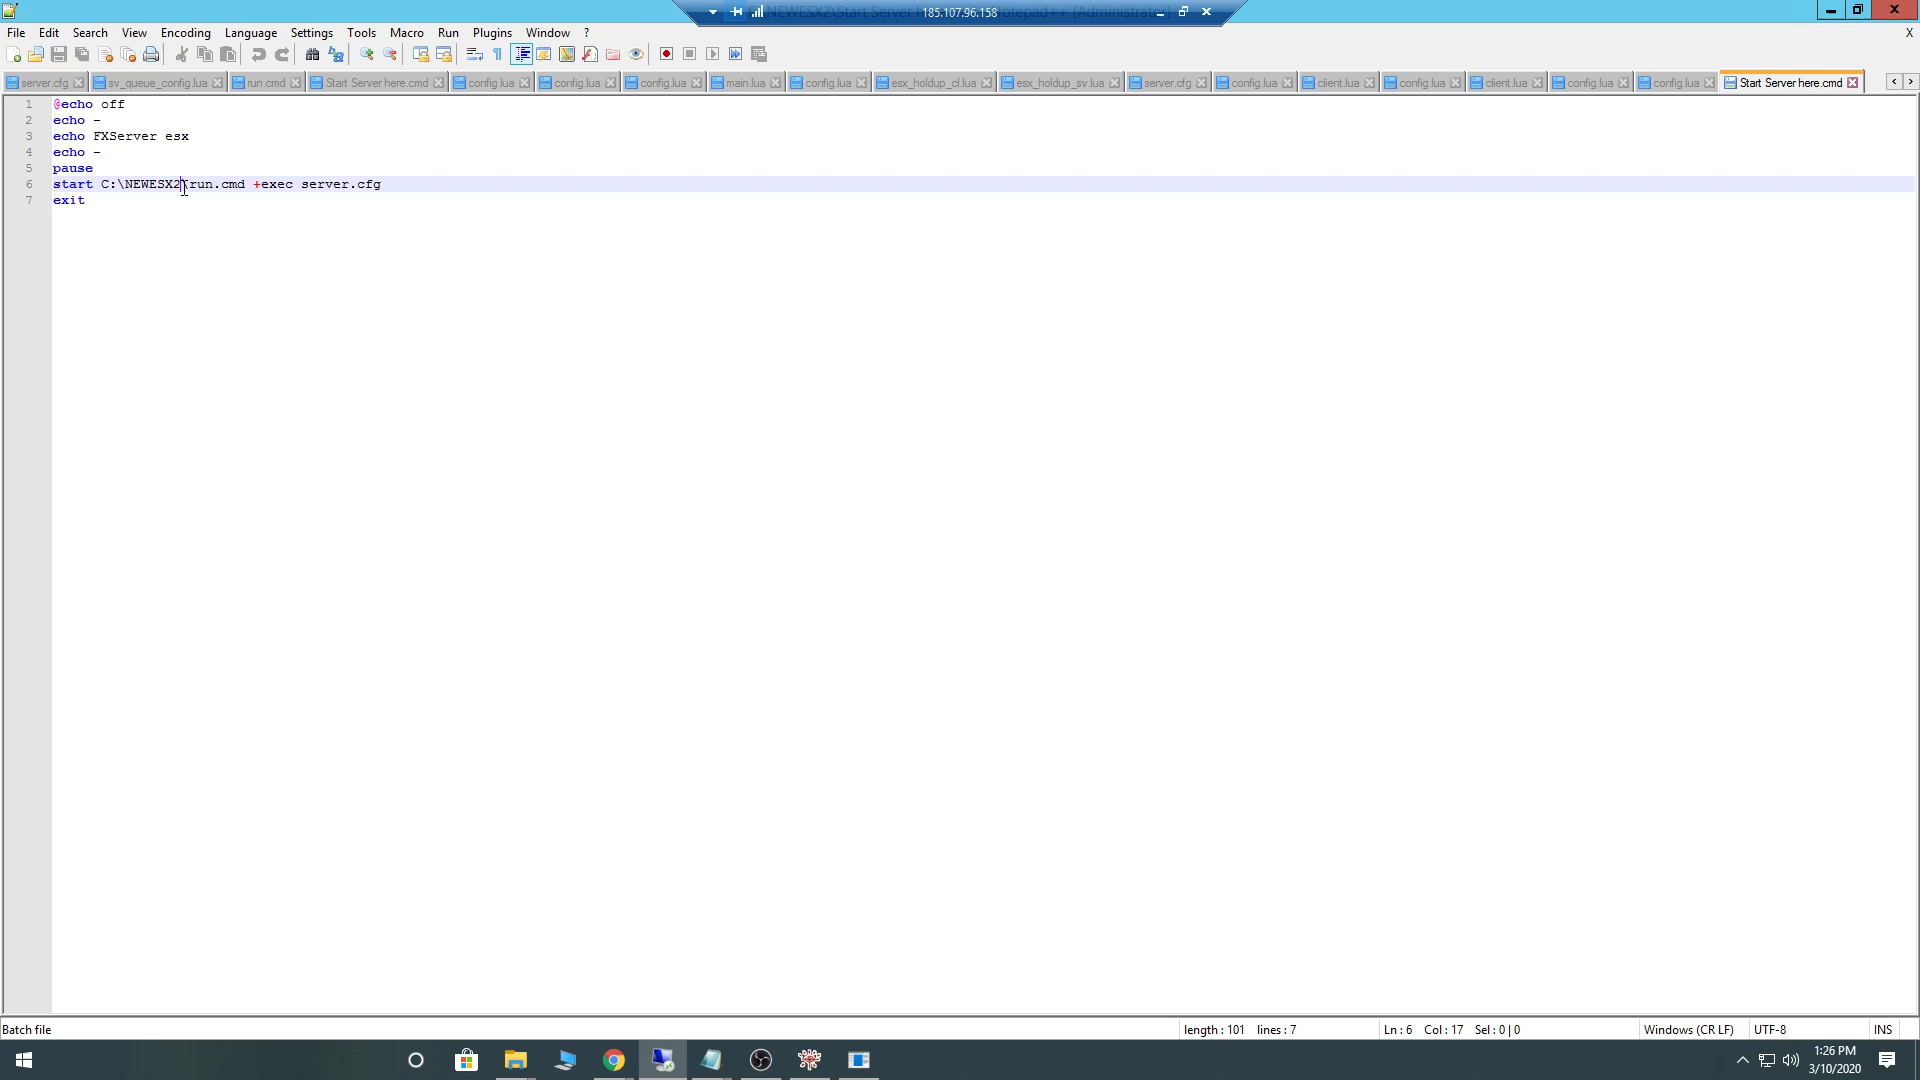 185.107.96.158
File Edit Search View Encoding Language Settings Tools Macro Run Plugins Window ? X
server.cfg sv_queue_config.lua run.cmd Start Server here.cmd config.lua config.lua config.lua main.lua config.lua esx_holdup_cl.lua esx_holdup_sv.lua server.cfg config.lua client.lua config.lua client.lua config.lua config.lua Start Server here.cmd
1 @echo off
2 echo -
3 echo FXServer esx
4 echo -
5 pause
6 start C:\NEWESX2\run.cmd +exec server.cfg
7 exit
Batch file length : 101 lines : 7 Ln : 6 Col : 17 Sel : 0 | 0 Windows (CR LF) UTF-8 INS
1:26 PM
3/10/2020